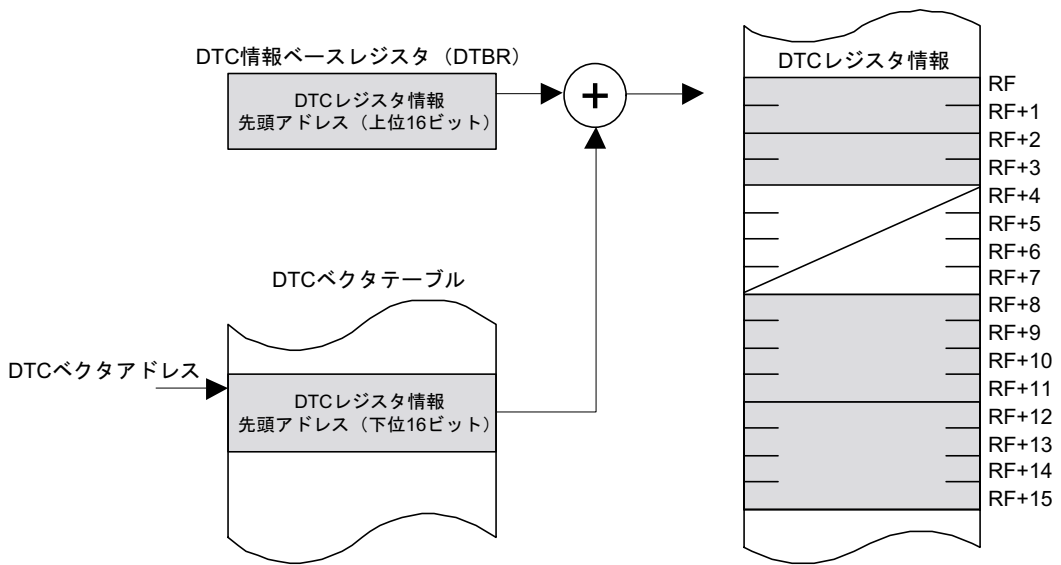 DTC情報ベースレジスタ（DTBR）
DTCレジスタ情報
先頭アドレス（上位16ビット）
+
DTCベクタテーブル
DTCベクタアドレス
DTCレジスタ情報
先頭アドレス（下位16ビット）
DTCレジスタ情報
RF
RF+1
RF+2
RF+3
RF+4
RF+5
RF+6
RF+7
RF+8
RF+9
RF+10
RF+11
RF+12
RF+13
RF+14
RF+15